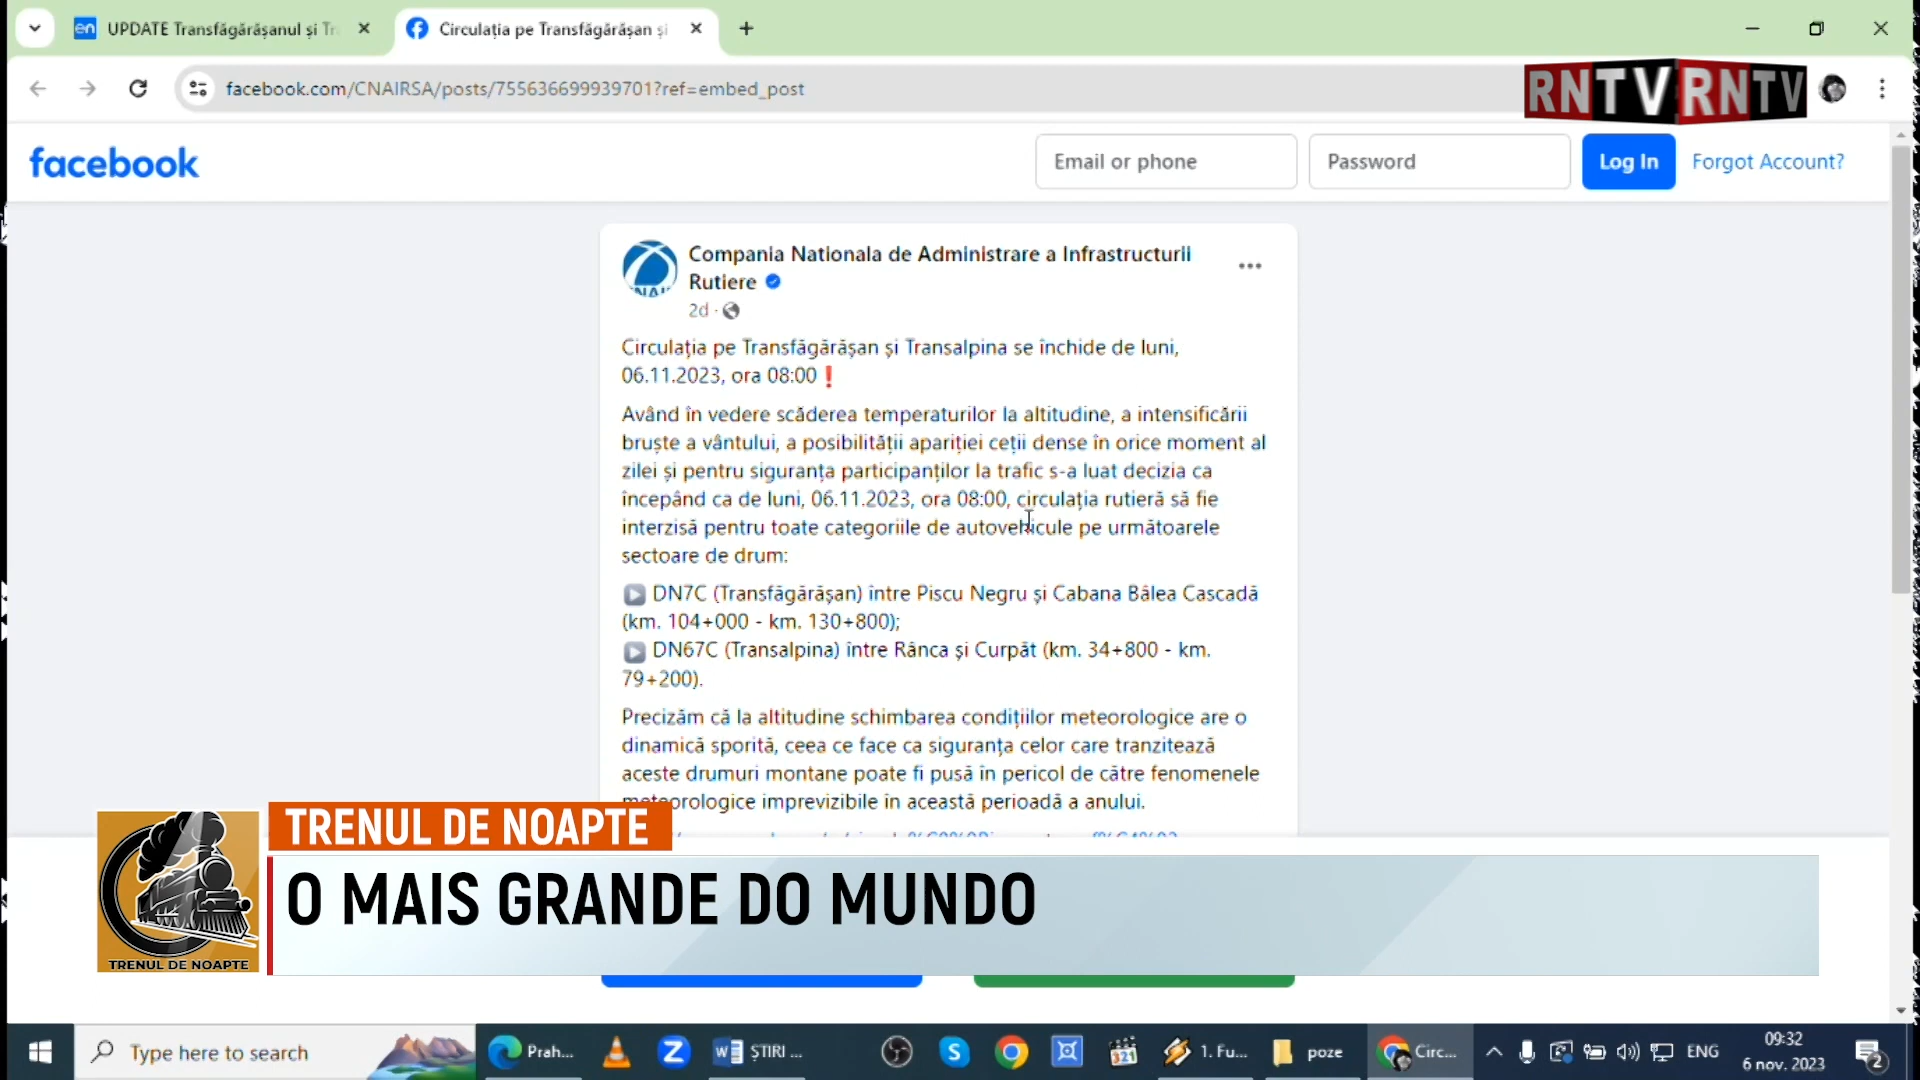 UPDATE Transfăgărășanul și Tr
Circulația pe Transfăgărășan și
facebook.com/CNAIRSA/posts/755636699939701?ref=embed_post
RNTVRNTV
facebook
Email or phone
Password
Log In
Forgot Account?
Compania Nationala de Administrare a Infrastructurii
Rutiere
2d ·
Circulația pe Transfăgărășan și Transalpina se închide de luni,
06.11.2023, ora 08:00❗
Având în vedere scăderea temperaturilor la altitudine, a intensificării
bruște a vântului, a posibilității apariției ceții dense în orice moment al
zilei și pentru siguranța participanților la trafic s-a luat decizia ca
începând ca de luni, 06.11.2023, ora 08:00, circulația rutieră să fie
interzisă pentru toate categoriile de autovehicule pe următoarele
sectoare de drum:
▶ DN7C (Transfăgărășan) între Piscu Negru și Cabana Bâlea Cascadă
(km. 104+000 - km. 130+800);
▶ DN67C (Transalpina) între Rânca și Curpăt (km. 34+800 - km.
79+200).
Precizăm că la altitudine schimbarea condițiilor meteorologice are o
dinamică sporită, ceea ce face ca siguranța celor care tranzitează
aceste drumuri montane poate fi pusă în pericol de către fenomenele
meteorologice imprevizibile în această perioadă a anului.
TRENUL DE NOAPTE
O MAIS GRANDE DO MUNDO
TRENUL DE NOAPTE
Type here to search
Prah...
ȘTIRI ...
321
1. Fu...
poze
Circ...
ENG
09:32
6 nov. 2023
2